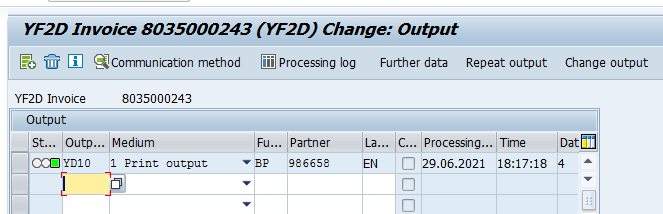 YF2D Invoice 8035000243 (YF2D) Change: Output
Communication method Processing log Further data Repeat output Change output
YF2D Invoice 8035000243
Output
St... Outp... Medium Fu... Partner La... C... Processing... Time Dat
YD10 1 Print output BP 986658 EN 29.06.2021 18:17:18 4